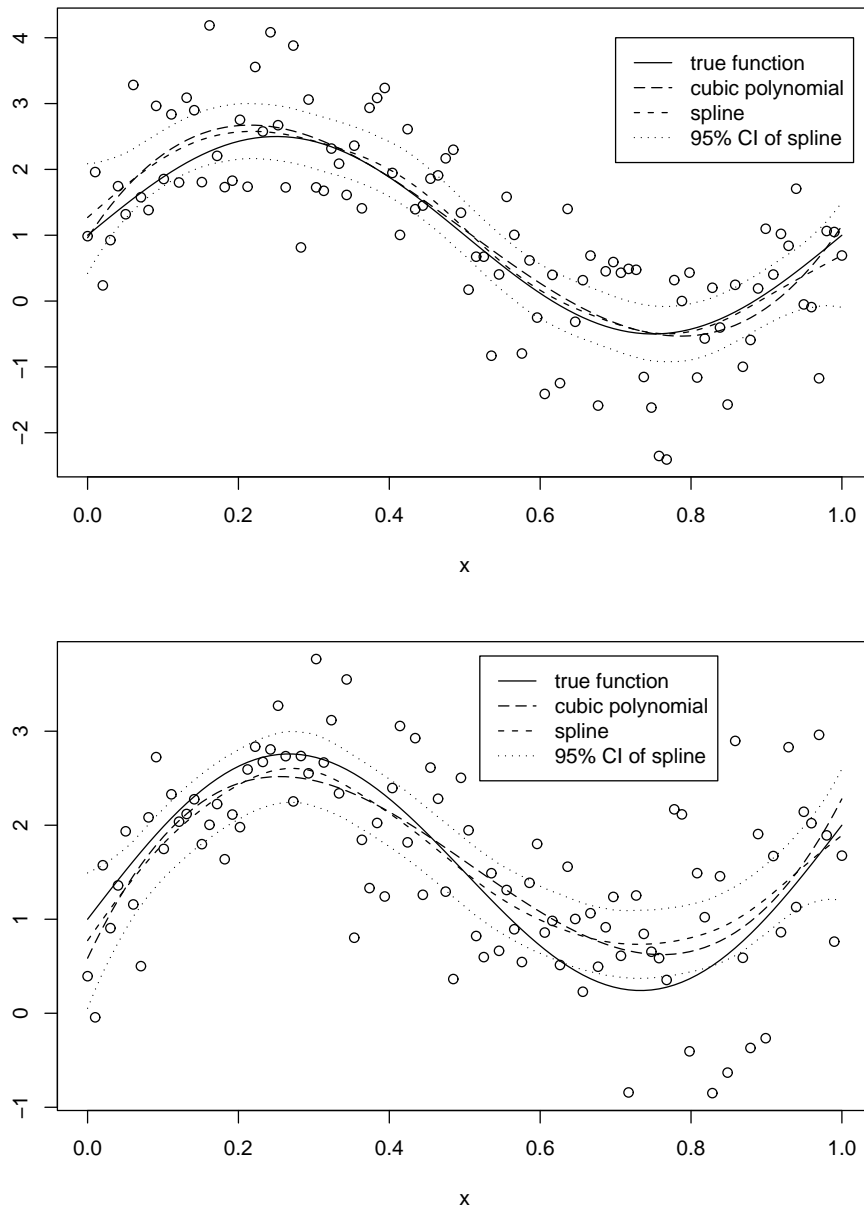 4
3
2
1
0
−1
−2
true function
cubic polynomial
spline
95% CI of spline
0.0 0.2 0.4 0.6 0.8 1.0
x
3
2
1
0
−1
true function
cubic polynomial
spline
95% CI of spline
0.0 0.2 0.4 0.6 0.8 1.0
x